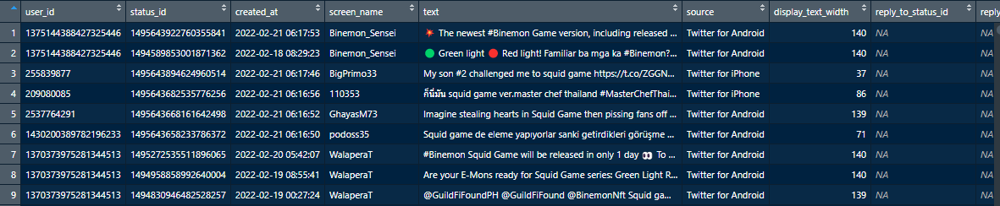 user_id status_id created_at screen_name text source display_text_width reply_to_status_id reply
1 1375144388427325446 1495643922760355841 2022-02-21 06:17:53 Binemon_Sensei 💥 The newest #Binemon Game version, including released ... Twitter for Android 140 NA NA
2 1375144388427325446 1494589853001871362 2022-02-18 08:29:23 Binemon_Sensei 🟢 Green light 🔴 Red light! Familiar ba mga ka #Binemon?... Twitter for Android 140 NA NA
3 255839877 1495643894624960514 2022-02-21 06:17:46 BigPrimo33 My son #2 challenged me to squid game https://t.co/ZGGN... Twitter for iPhone 37 NA NA
4 209080085 1495643682535776256 2022-02-21 06:16:56 110353 ก็นี่มัน squid game ver.master chef thailand #MasterChefThai... Twitter for iPhone 86 NA NA
5 2537764291 1495643668161642498 2022-02-21 06:16:52 GhayasM73 Imagine stealing hearts in Squid Game then pissing fans off ... Twitter for Android 139 NA NA
6 1430200389782196233 1495643658233786372 2022-02-21 06:16:50 podoss35 Squid game de eleme yapıyorlar sanki getirdikleri görüşme ... Twitter for Android 71 NA NA
7 1370373975281344513 1495272535511896065 2022-02-20 05:42:07 WalaperaT #Binemon Squid Game will be released in only 1 day 👀 To ... Twitter for Android 140 NA NA
8 1370373975281344513 1494958858992640004 2022-02-19 08:55:41 WalaperaT Are your E-Mons ready for Squid Game series: Green Light R... Twitter for Android 140 NA NA
9 1370373975281344513 1494830946482528257 2022-02-19 00:27:24 WalaperaT @GuildFiFoundPH @GuildFiFound @BinemonNft Squid ga... Twitter for Android 139 NA NA